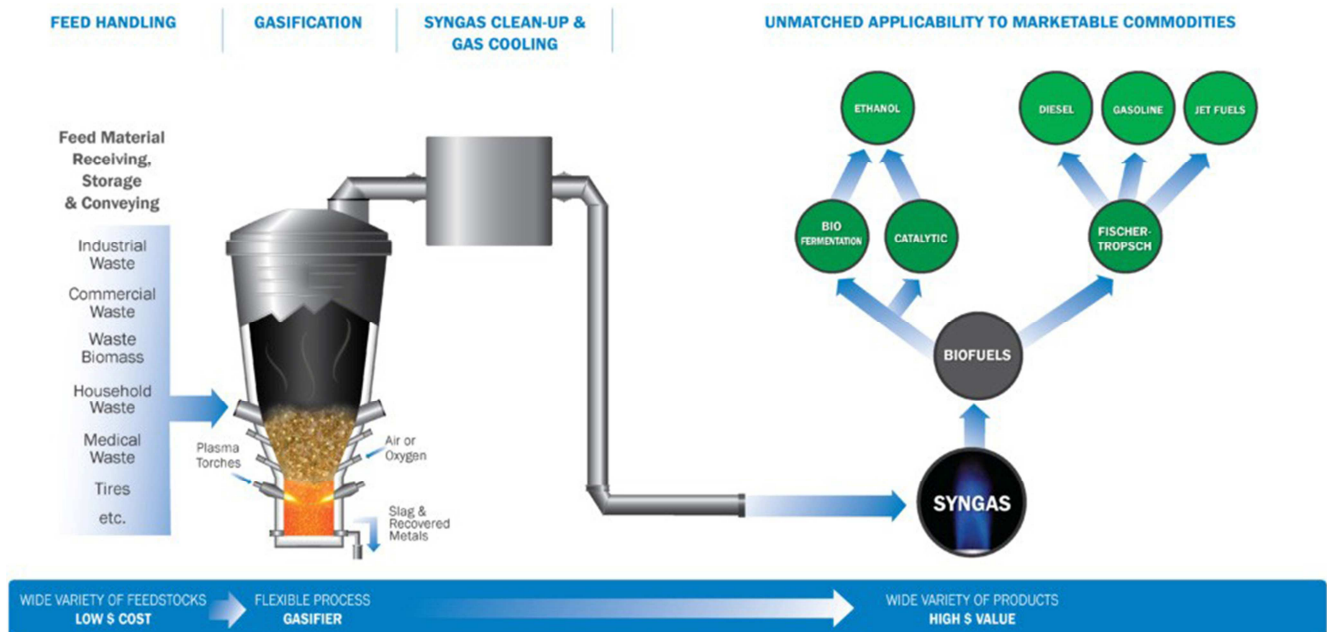 FEED HANDLING
GASIFICATION
SYNGAS CLEAN-UP &
GAS COOLING
UNMATCHED APPLICABILITY TO MARKETABLE COMMODITIES
Feed Material
Receiving,
Storage
& Conveying
Industrial
Waste
Commercial
Waste
Waste
Biomass
Household
Waste
Medical
Waste
Tires
etc.
Plasma
Torches
Air or
Oxygen
Slag &
Recovered
Metals
ETHANOL
DIESEL
GASOLINE
JET FUELS
BIO
FERMENTATION
CATALYTIC
FISCHER-
TROPSCH
BIOFUELS
SYNGAS
WIDE VARIETY OF FEEDSTOCKS
LOW $ COST
FLEXIBLE PROCESS
GASIFIER
WIDE VARIETY OF PRODUCTS
HIGH $ VALUE